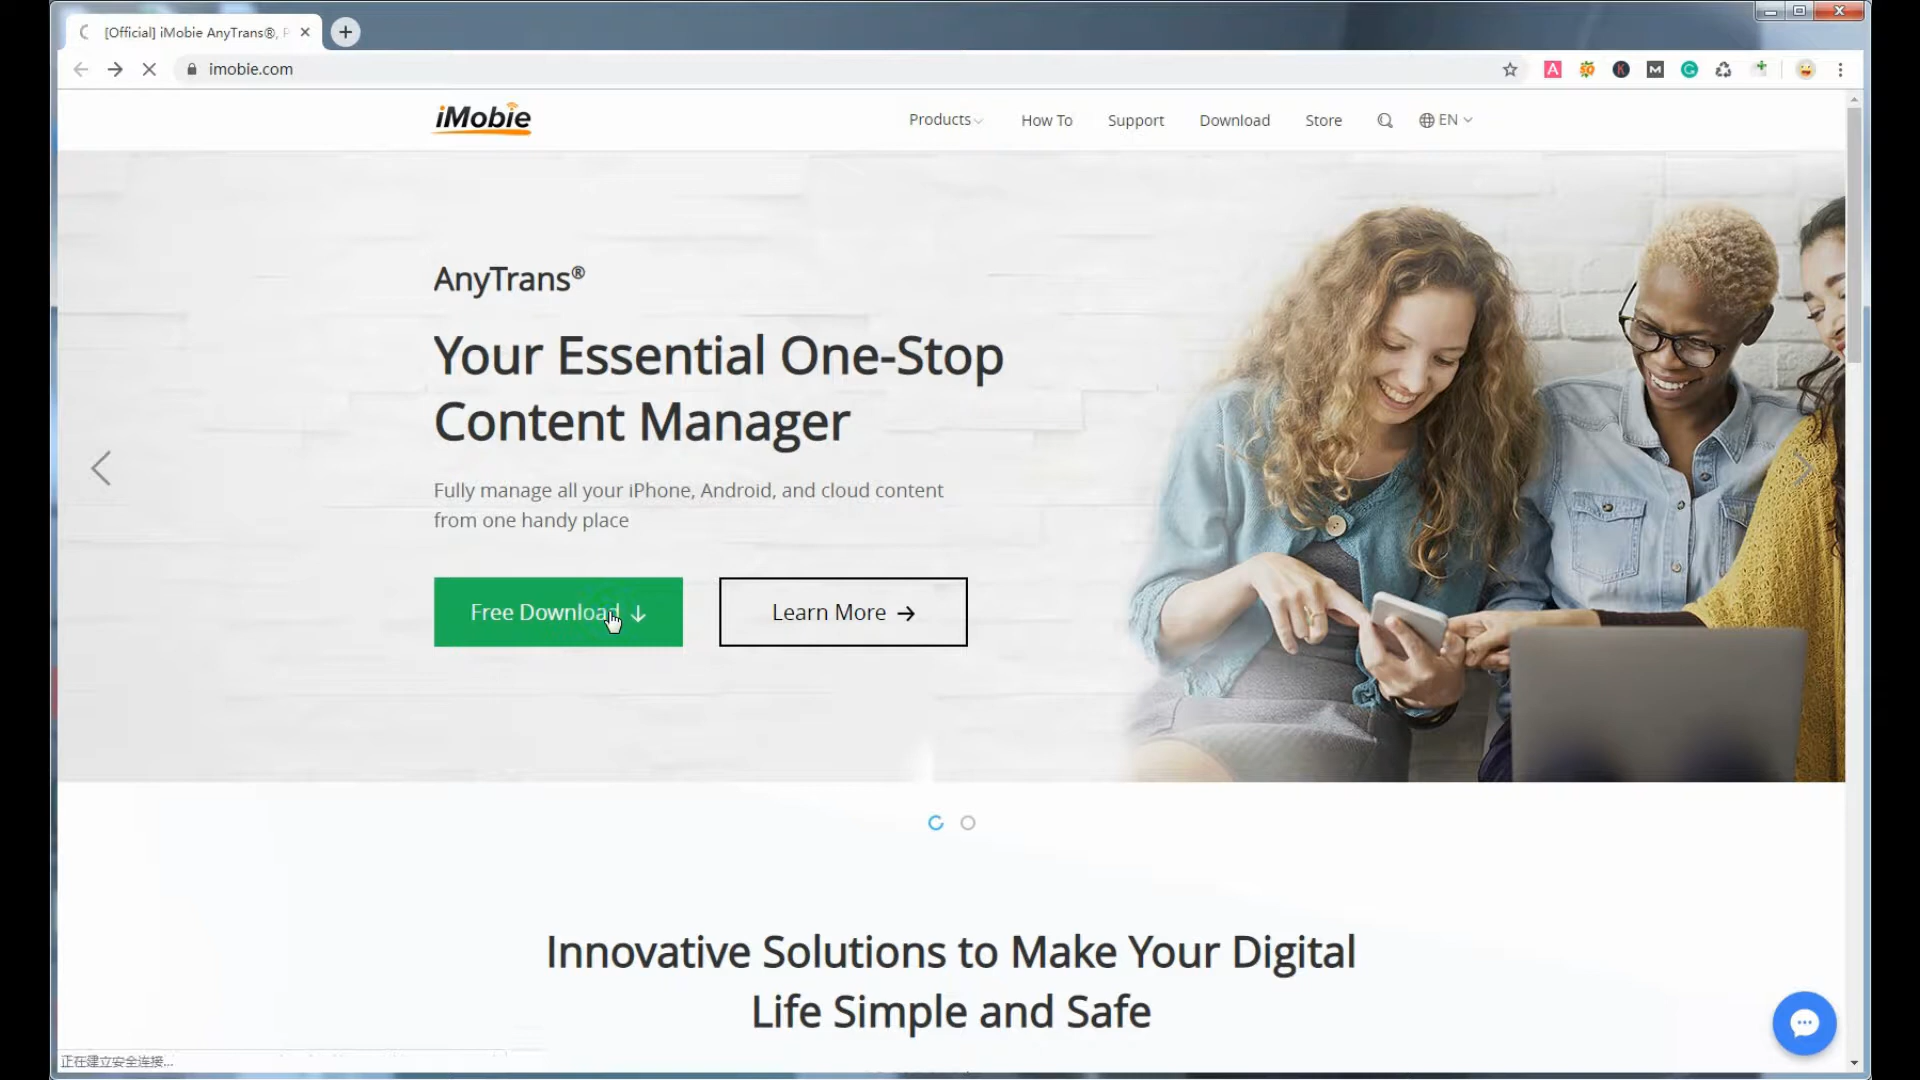 [Official] iMobie AnyTrans®, P
imobie.com
iMobie
Products
How To
Support
Download
Store
EN
AnyTrans®
Your Essential One-Stop
Content Manager
Fully manage all your iPhone, Android, and cloud content
from one handy place
Free Download ↓
Learn More →
Innovative Solutions to Make Your Digital
Life Simple and Safe
正在建立安全连接...